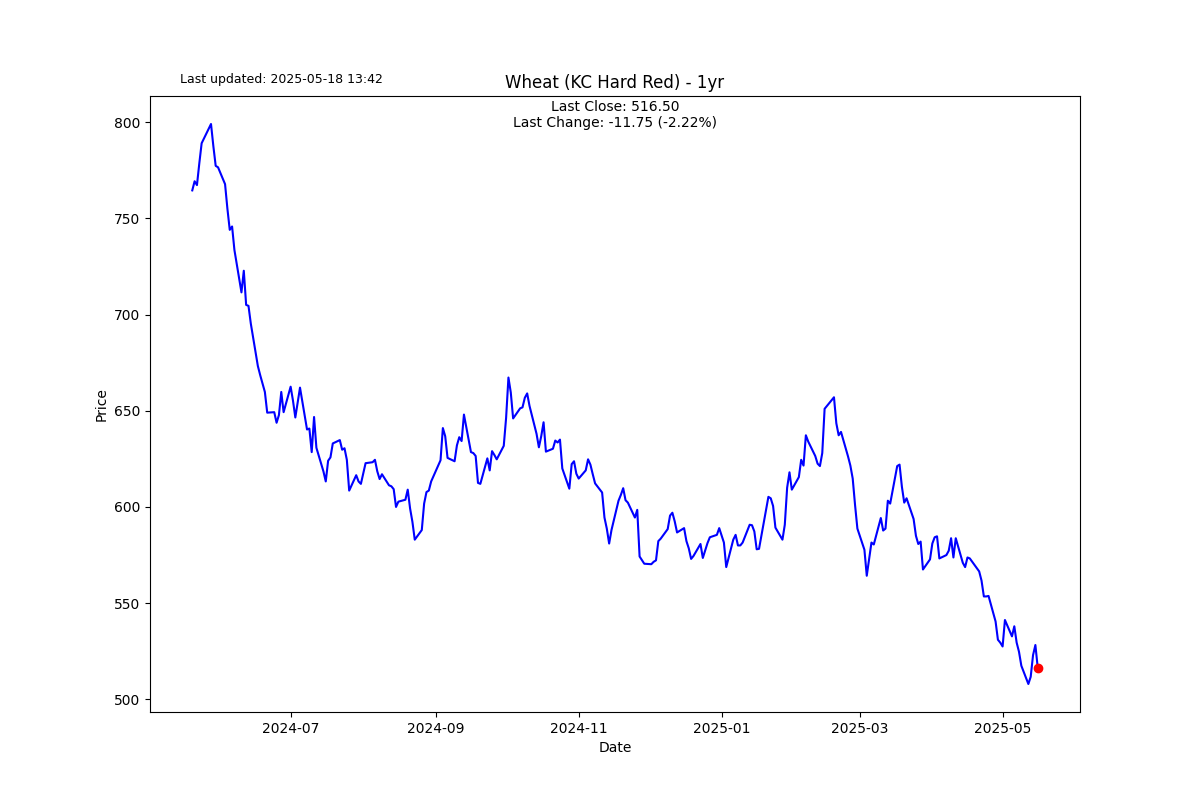 Last updated: 2025-05-18 13:42
Wheat (KC Hard Red) - 1yr
Last Close: 516.50
Last Change: -11.75 (-2.22%)
800
750
700
650
600
550
500
Price
2024-07
2024-09
2024-11
2025-01
2025-03
2025-05
Date